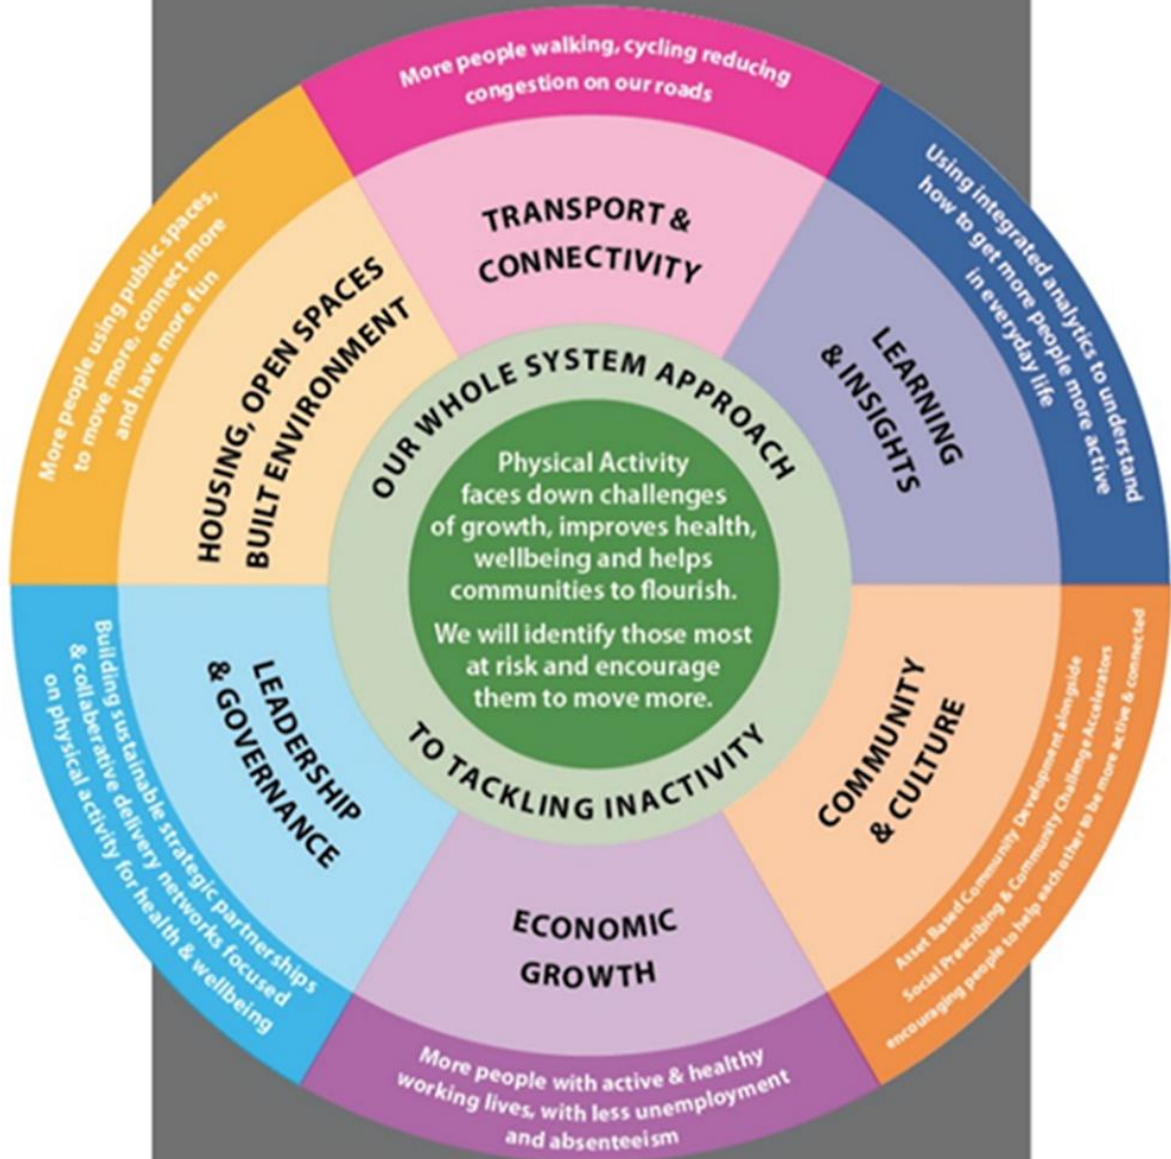 More people walking, cycling reducing
congestion on our roads
TRANSPORT &
CONNECTIVITY
Using integrated analytics to understand
how to get more people more active
in everyday life
LEARNING
& INSIGHTS
COMMUNITY
& CULTURE
Asset Based Community Development alongside
Social Prescribing & Community Challenge Accelerators
encouraging people to help each other to be more active & connected
ECONOMIC
GROWTH
More people with active & healthy
working lives, with less unemployment
and absenteeism
LEADERSHIP
& GOVERNANCE
Building sustainable strategic partnerships
& collaborative delivery networks focused
on physical activity for health & wellbeing
More people using public spaces,
to move more, connect more
and have more fun
HOUSING, OPEN SPACES
BUILT ENVIRONMENT
OUR WHOLE SYSTEM APPROACH
TO TACKLING INACTIVITY
Physical Activity
faces down challenges
of growth, improves health,
wellbeing and helps
communities to flourish.
We will identify those most
at risk and encourage
them to move more.